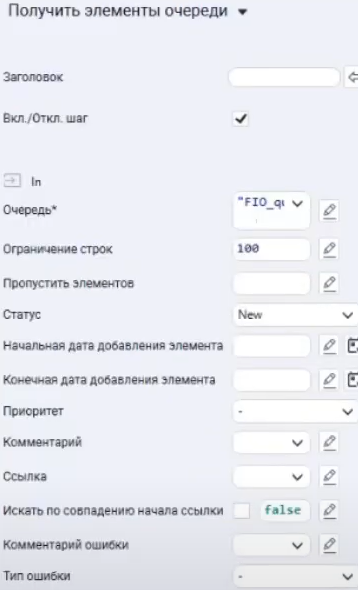 Получить элементы очереди
Заголовок
Вкл./Откл. шаг
In
Очередь* "FIO_qu
Ограничение строк 100
Пропустить элементов
Статус New
Начальная дата добавления элемента
Конечная дата добавления элемента
Приоритет -
Комментарий
Ссылка
Искать по совпадению начала ссылки false
Комментарий ошибки
Тип ошибки -